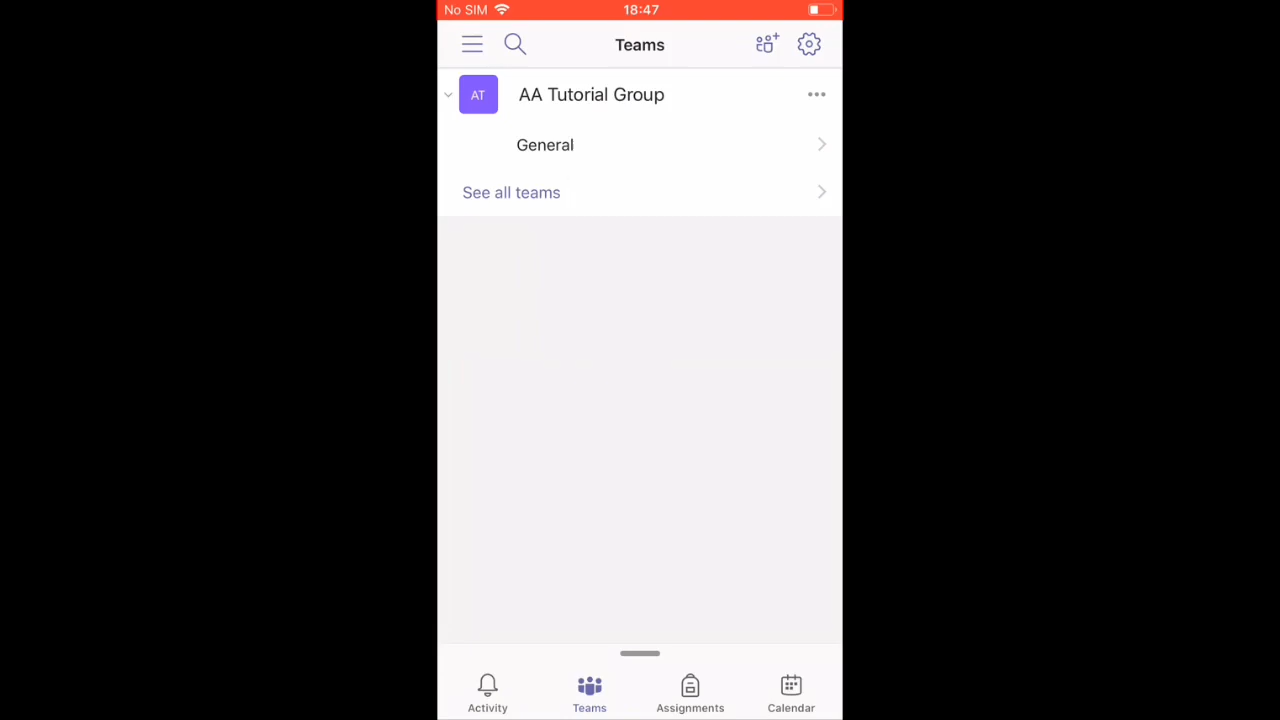 No SIM 18:47
Teams
AT AA Tutorial Group
General
See all teams
Activity Teams Assignments Calendar